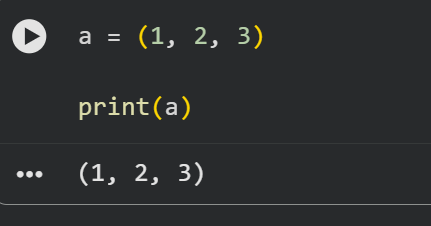 a = (1, 2, 3)
print(a)
(1, 2, 3)